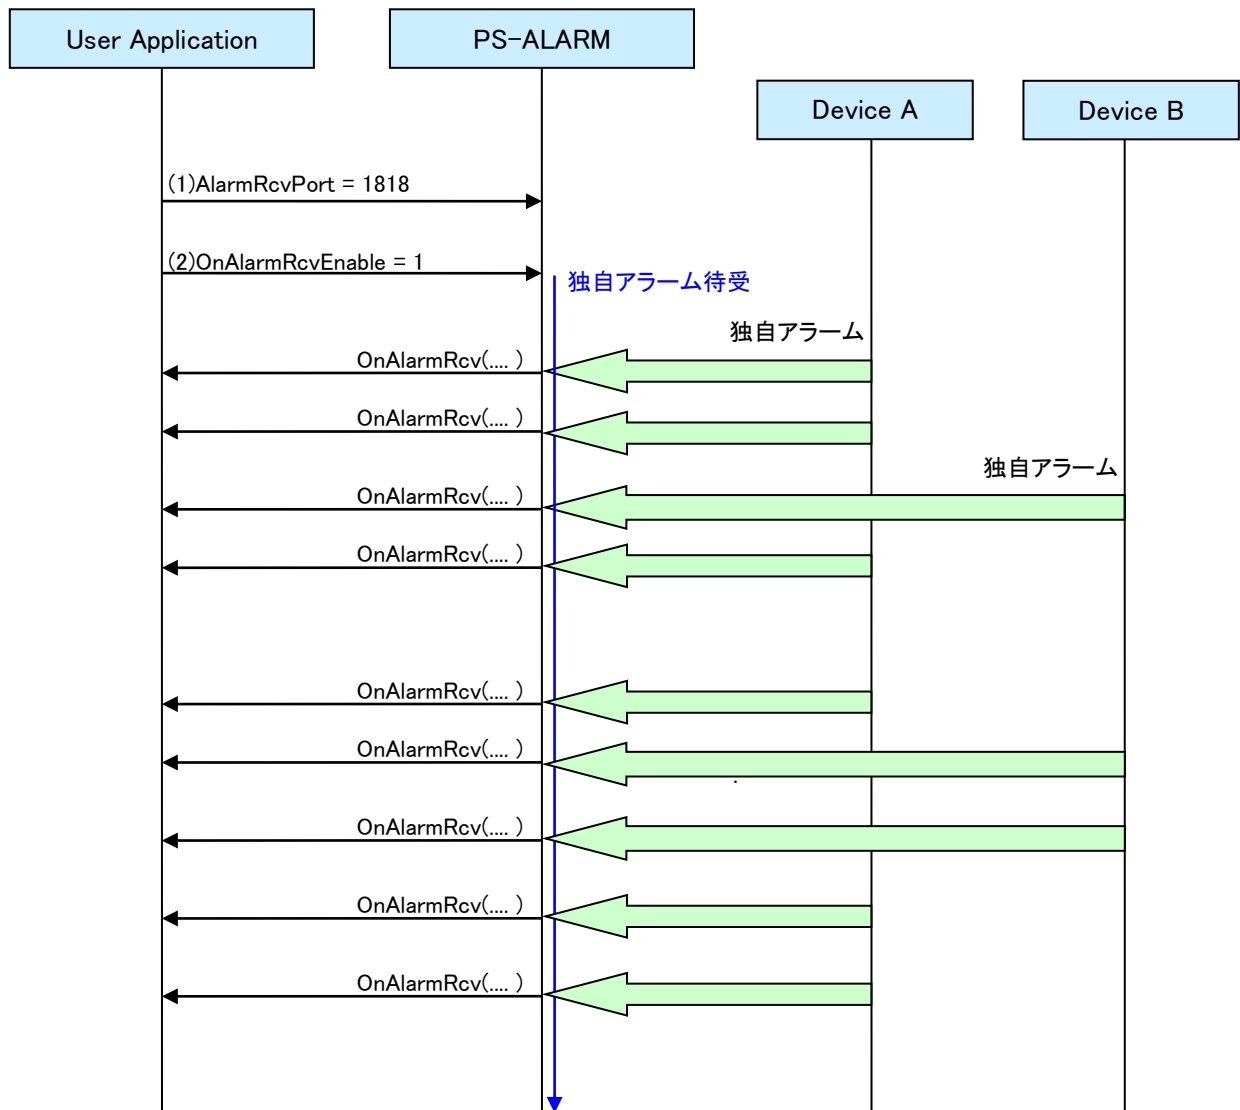 User Application
PS-ALARM
Device A
Device B
(1)AlarmRcvPort = 1818
(2)OnAlarmRcvEnable = 1
独自アラーム待受
独自アラーム
OnAlarmRcv(.... )
OnAlarmRcv(.... )
独自アラーム
OnAlarmRcv(.... )
OnAlarmRcv(.... )
OnAlarmRcv(.... )
OnAlarmRcv(.... )
OnAlarmRcv(.... )
OnAlarmRcv(.... )
OnAlarmRcv(.... )